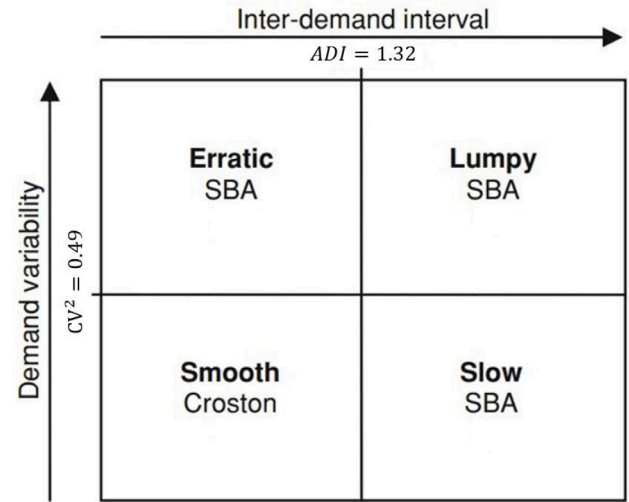 Inter-demand interval
ADI = 1.32
Demand variability
CV² = 0.49
Erratic
SBA
Lumpy
SBA
Smooth
Croston
Slow
SBA